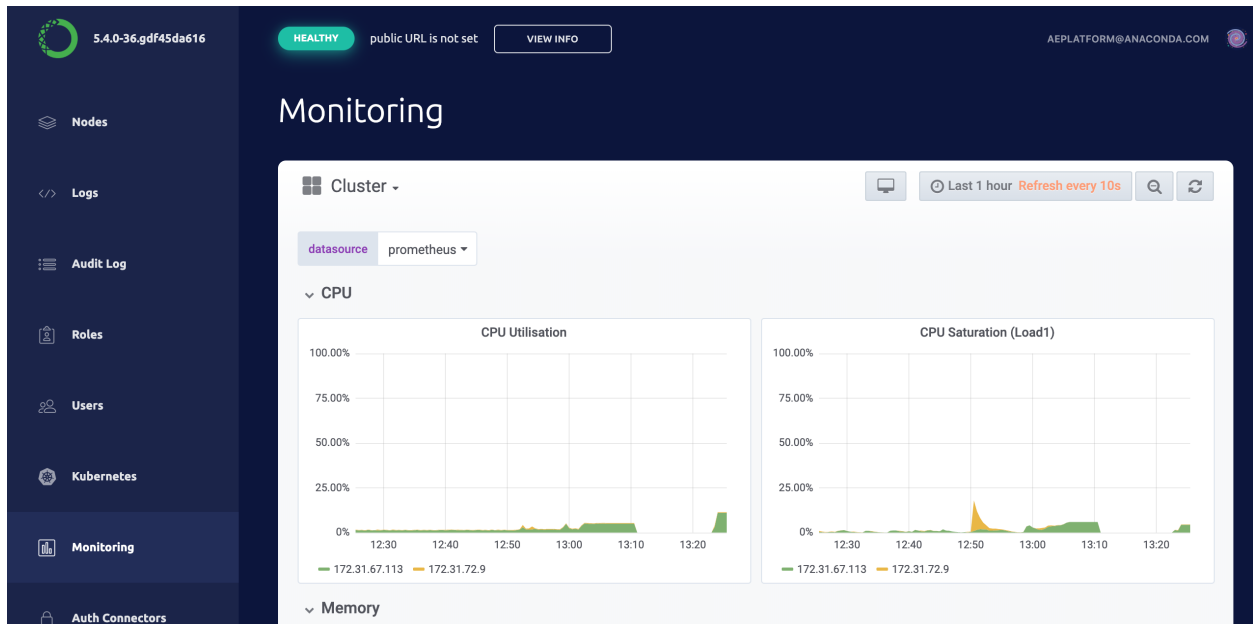 5.4.0-36.gdf45da616
HEALTHY public URL is not set VIEW INFO
AEPLATFORM@ANACONDA.COM
Nodes
Logs
Audit Log
Roles
Users
Kubernetes
Monitoring
Auth Connectors
Monitoring
Cluster
Last 1 hour Refresh every 10s
datasource prometheus
CPU
CPU Utilisation
100.00%
75.00%
50.00%
25.00%
0%
12:30 12:40 12:50 13:00 13:10 13:20
172.31.67.113 172.31.72.9
CPU Saturation (Load1)
100.00%
75.00%
50.00%
25.00%
0%
12:30 12:40 12:50 13:00 13:10 13:20
172.31.67.113 172.31.72.9
Memory